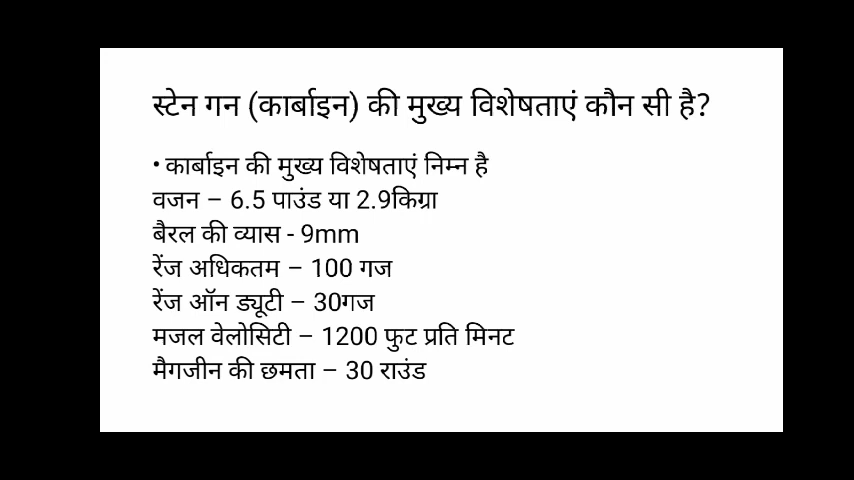 स्टेन गन (कार्बाइन) की मुख्य विशेषताएं कौन सी है?
• कार्बाइन की मुख्य विशेषताएं निम्न है
वजन – 6.5 पाउंड या 2.9किग्रा
बैरल की व्यास - 9mm
रेंज अधिकतम – 100 गज
रेंज ऑन ड्यूटी – 30गज
मजल वेलोसिटी – 1200 फुट प्रति मिनट
मैगजीन की छमता – 30 राउंड